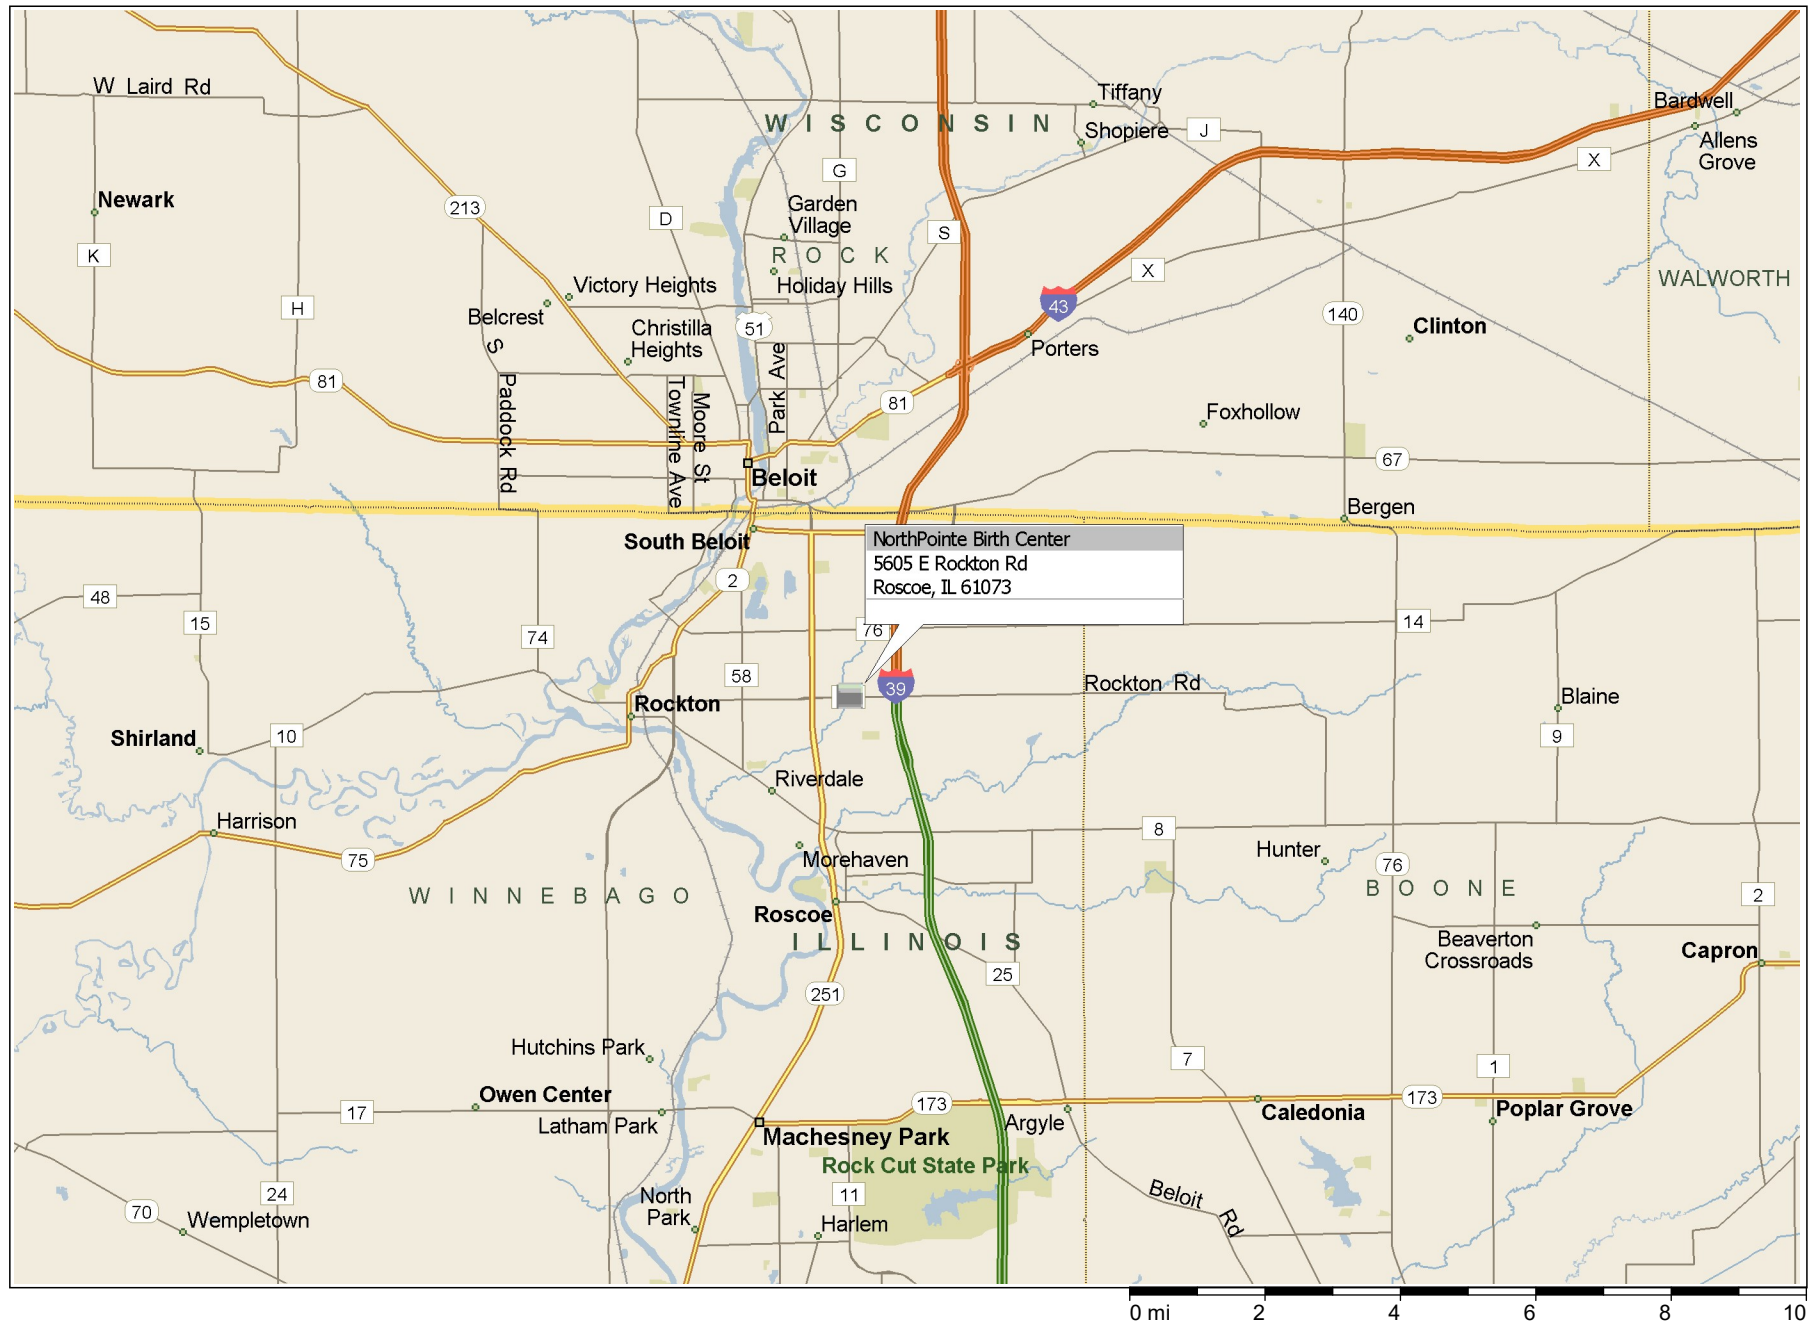 W Laird Rd
Tiffany
WISCONSIN
Shopiere
J
Bardwell
Allens
Grove
X
G
Newark
213
D
Garden
Village
S
ROCK
K
X
WALWORTH
Victory Heights
Holiday Hills
H
Belcrest
43
140
Christilla
Heights
51
Clinton
S
Porters
Park Ave
81
81
Paddock Rd
Townline Ave
Moore St
Foxhollow
67
Beloit
Bergen
South Beloit
NorthPointe Birth Center
5605 E Rockton Rd
Roscoe, IL 61073
2
48
15
74
76
14
58
39
Rockton Rd
Rockton
Blaine
Shirland
10
9
Riverdale
Harrison
8
75
Morehaven
Hunter
76
WINNEBAGO
BOONE
2
Roscoe
ILLINOIS
Beaverton
Crossroads
Capron
25
251
Hutchins Park
7
1
Owen Center
17
Latham Park
173
Argyle
Caledonia
173
Poplar Grove
Machesney Park
Rock Cut State Park
24
North
Park
11
Beloit Rd
70
Wempletown
Harlem
0 mi 2 4 6 8 10